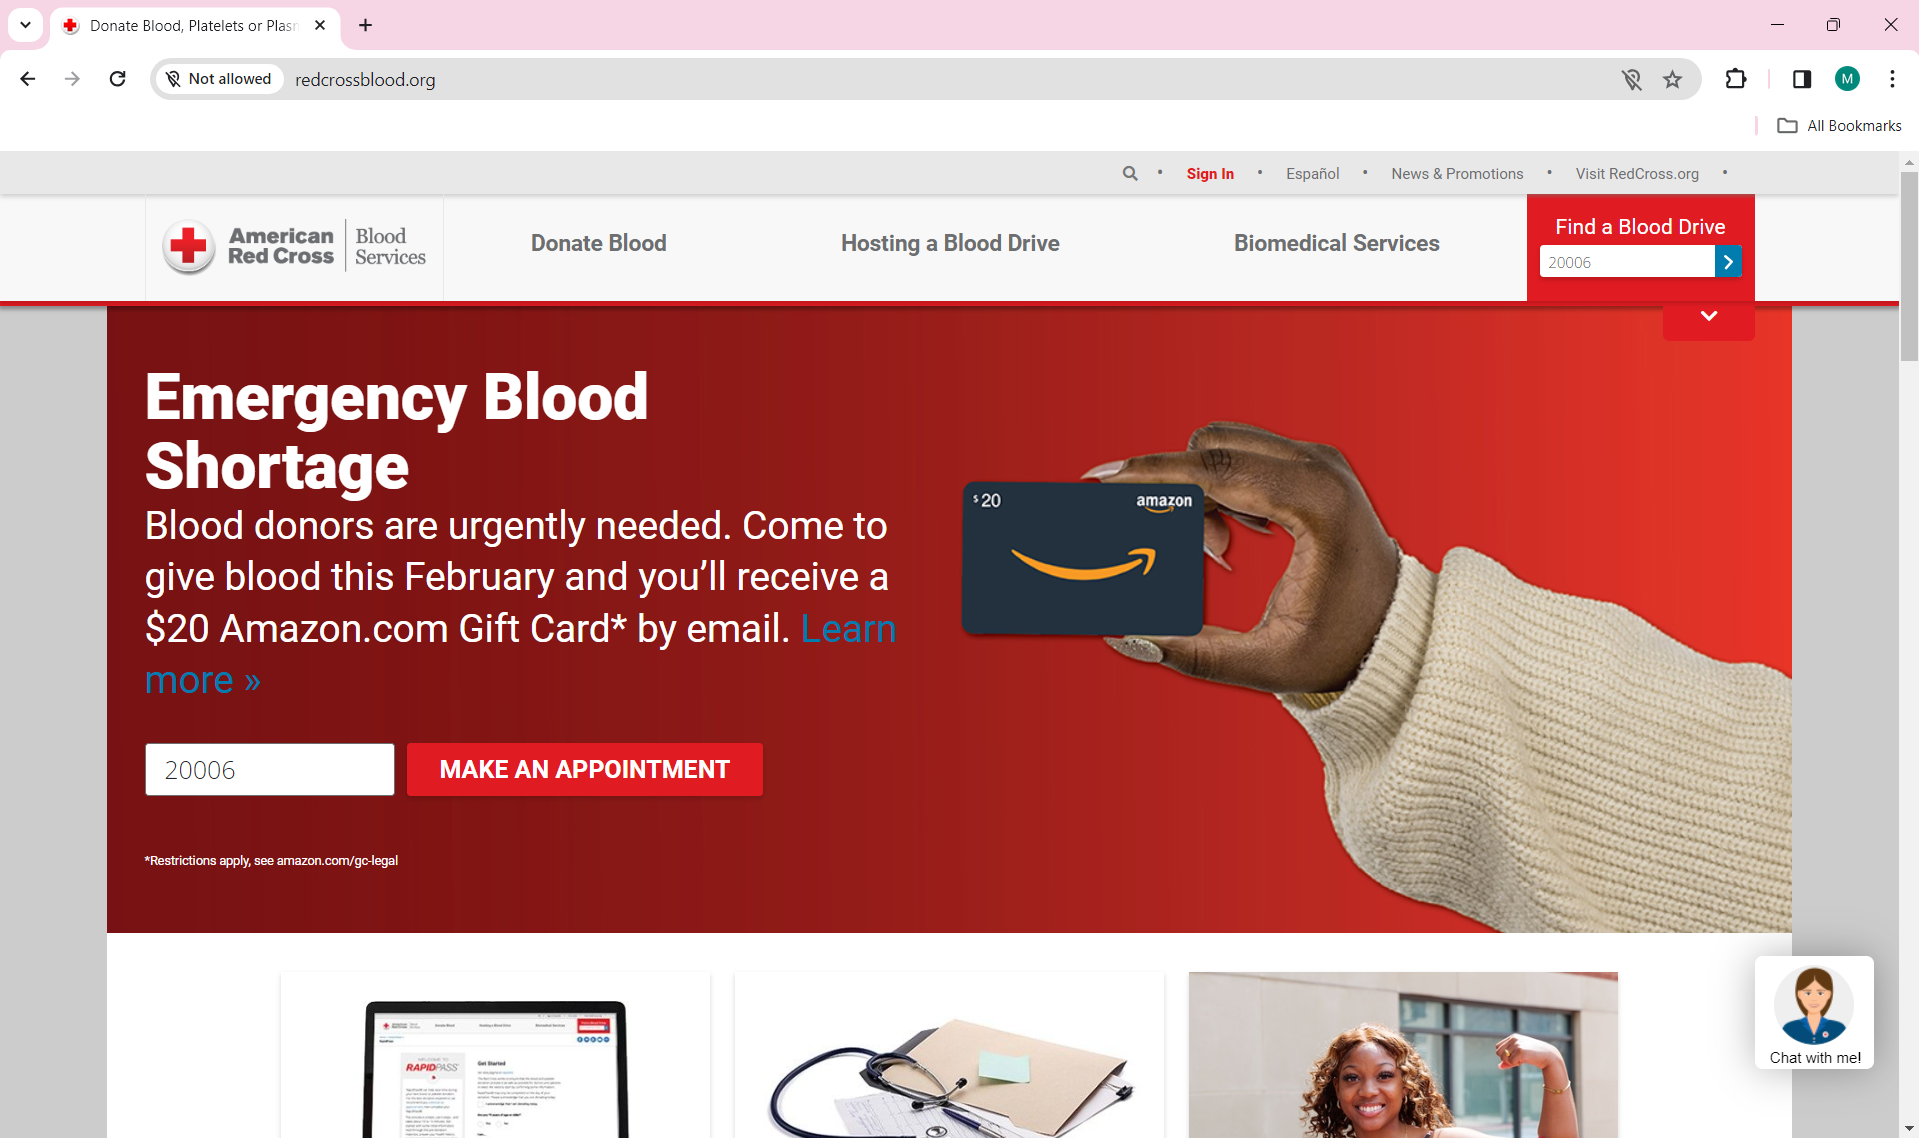 Donate Blood, Platelets or Plasm
Not allowed
redcrossblood.org
M
All Bookmarks
Sign In
Español
News & Promotions
Visit RedCross.org
American
Red Cross
Blood
Services
Donate Blood
Hosting a Blood Drive
Biomedical Services
Find a Blood Drive
20006
Emergency Blood
Shortage
Blood donors are urgently needed. Come to
give blood this February and you’ll receive a
$20 Amazon.com Gift Card* by email. Learn
more »
$20
amazon
20006
MAKE AN APPOINTMENT
*Restrictions apply, see amazon.com/gc-legal
RAPIDPASS
Get Started
Chat with me!